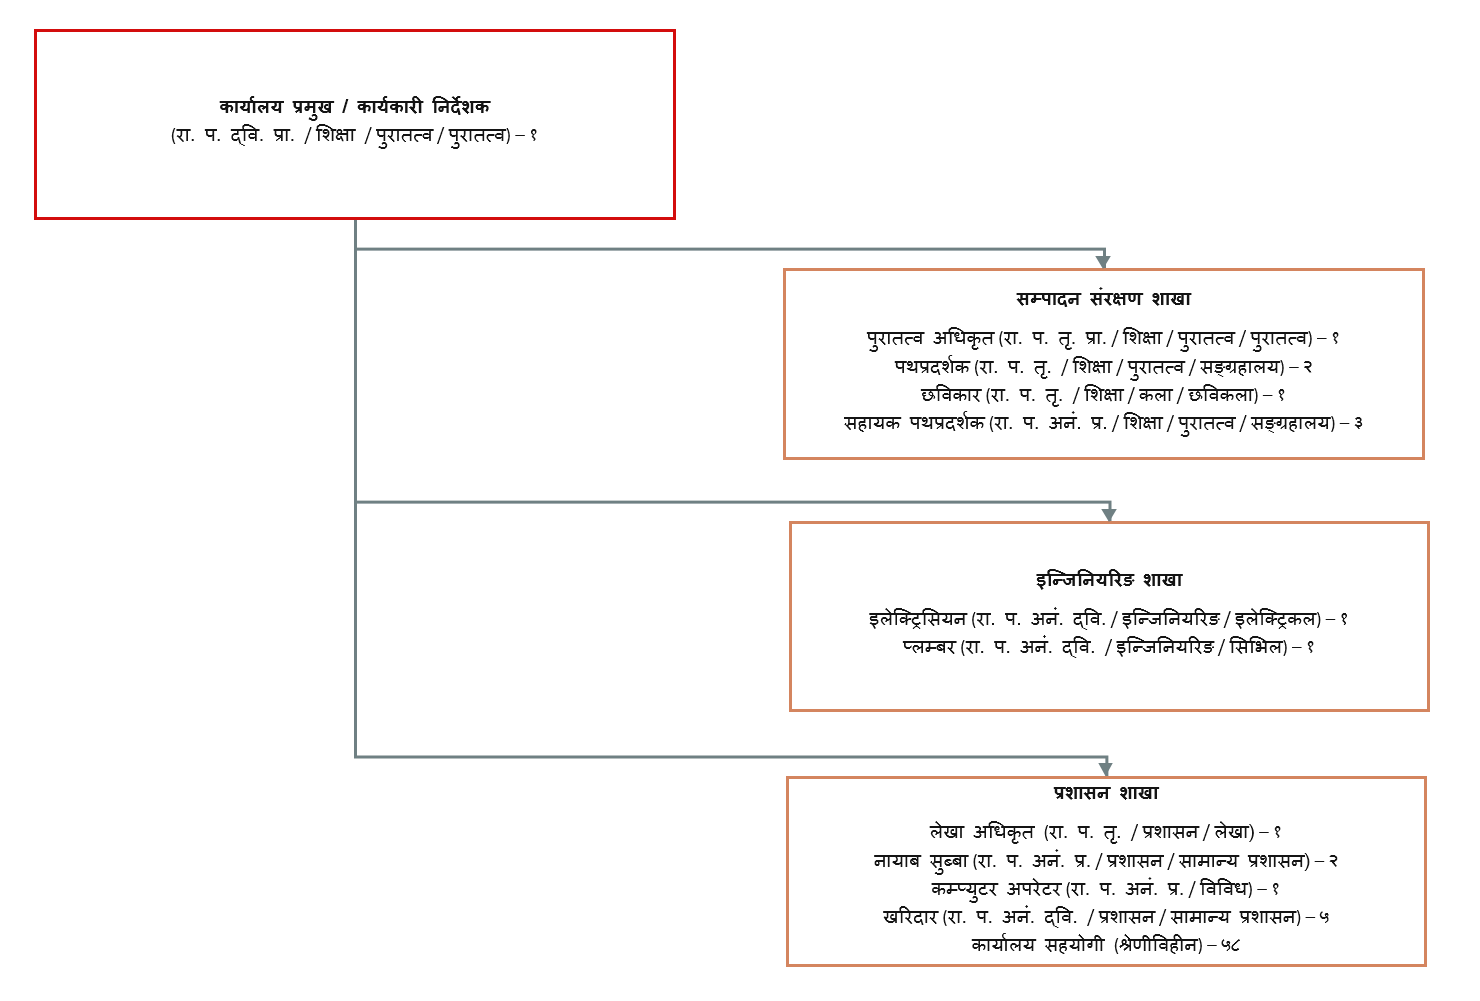 कार्यालय प्रमुख / कार्यकारी निर्देशक
(रा. प. द्वि. प्रा. / शिक्षा / पुरातत्व / पुरातत्व) – १
सम्पादन संरक्षण शाखा
पुरातत्व अधिकृत (रा. प. तृ. प्रा. / शिक्षा / पुरातत्व / पुरातत्व) – १
पथप्रदर्शक (रा. प. तृ. / शिक्षा / पुरातत्व / सङ्ग्रहालय) – २
छविकार (रा. प. तृ. / शिक्षा / कला / छविकला) – १
सहायक पथप्रदर्शक (रा. प. अनं. प्र. / शिक्षा / पुरातत्व / सङ्ग्रहालय) – ३
इन्जिनियरिङ शाखा
इलेक्ट्रिसियन (रा. प. अनं. द्वि. / इन्जिनियरिङ / इलेक्ट्रिकल) – १
प्लम्बर (रा. प. अनं. द्वि. / इन्जिनियरिङ / सिभिल) – १
प्रशासन शाखा
लेखा अधिकृत (रा. प. तृ. / प्रशासन / लेखा) – १
नायाब सुब्बा (रा. प. अनं. प्र. / प्रशासन / सामान्य प्रशासन) – २
कम्प्युटर अपरेटर (रा. प. अनं. प्र. / विविध) – १
खरिदार (रा. प. अनं. द्वि. / प्रशासन / सामान्य प्रशासन) – ५
कार्यालय सहयोगी (श्रेणीविहीन) – ५८